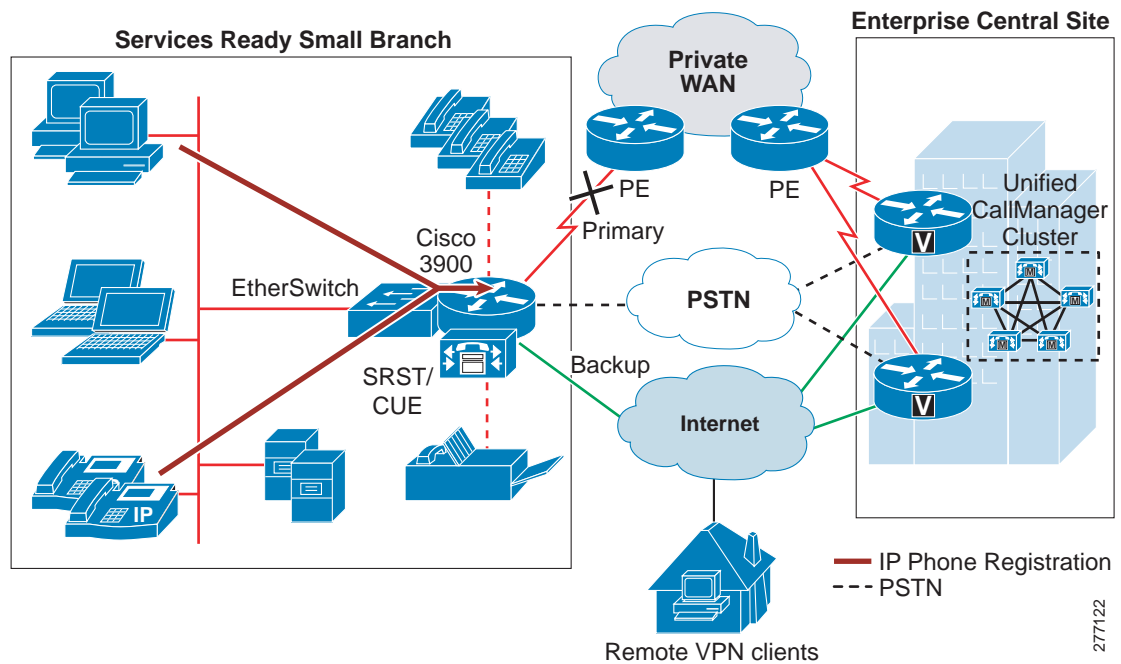 Services Ready Small Branch
Enterprise Central Site
Private
WAN
PE
PE
Primary
Unified
CallManager
Cluster
Cisco
3900
EtherSwitch
PSTN
V
M
M
M
M
M
SRST/
CUE
Backup
Internet
V
IP
IP Phone Registration
PSTN
Remote VPN clients
277122